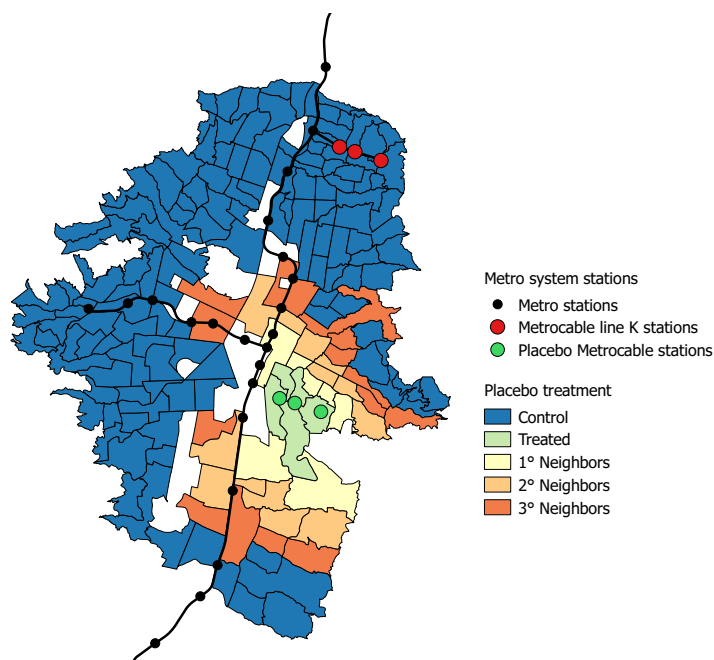 Metro system stations
Metro stations
Metrocable line K stations
Placebo Metrocable stations
Placebo treatment
Control
Treated
1° Neighbors
2° Neighbors
3° Neighbors